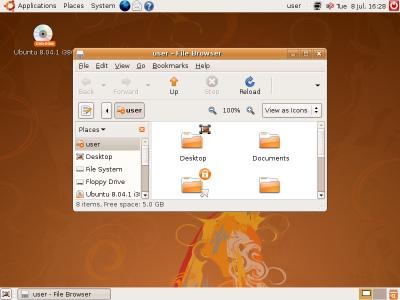 Applications Places System user Tue 8 Jul, 16:28
Ubuntu 8.04.1 i38
user - File Browser
File Edit View Go Bookmarks Help
Back Forward Up Stop Reload
user 100% View as Icons
Places
user
Desktop
File System
Floppy Drive
Ubuntu 8.04.1 i3
Desktop Documents
8 items, Free space: 5.0 GB
user - File Browser